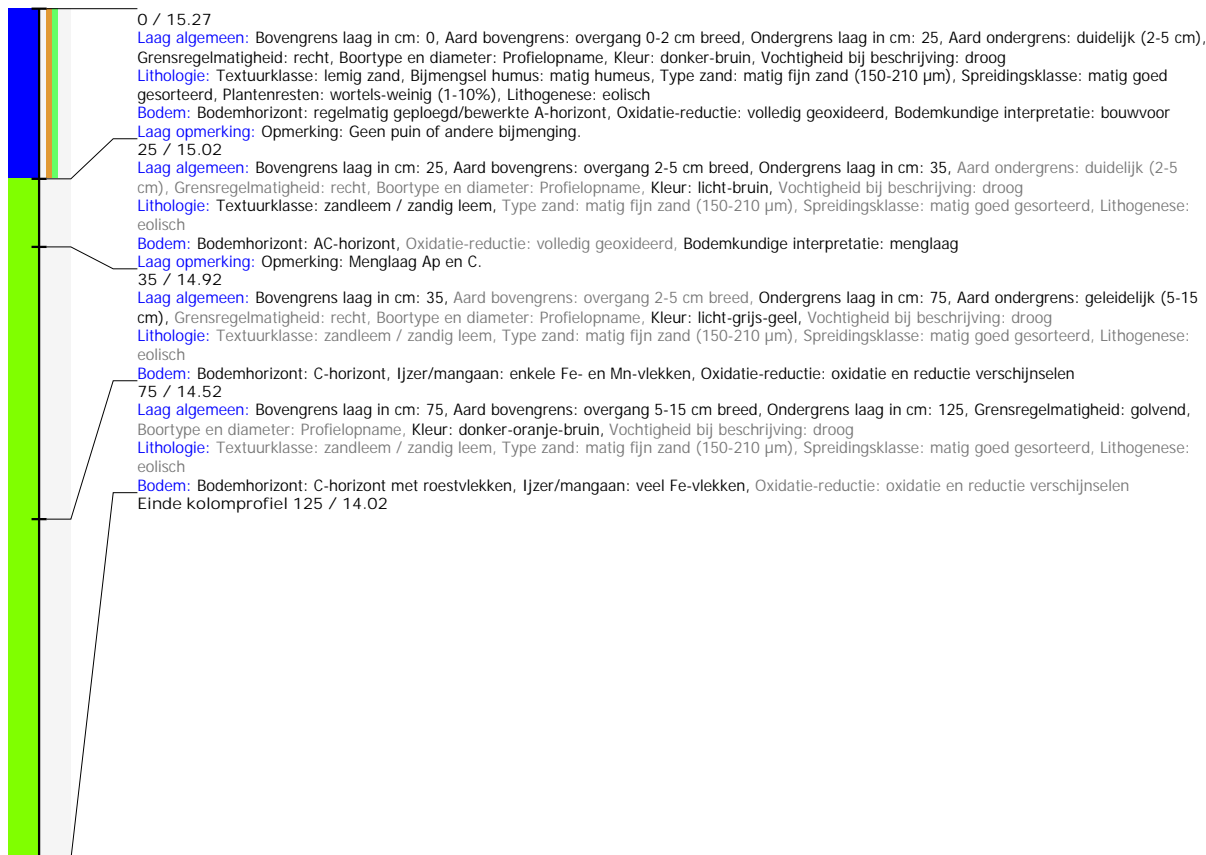 0 / 15.27
Laag algemeen: Bovengrens laag in cm: 0, Aard bovengrens: overgang 0-2 cm breed, Ondergrens laag in cm: 25, Aard ondergrens: duidelijk (2-5 cm),
Grensregelmatigheid: recht, Boortype en diameter: Profielopname, Kleur: donker-bruin, Vochtigheid bij beschrijving: droog
Lithologie: Textuurklasse: lemig zand, Bijmengsel humus: matig humeus, Type zand: matig fijn zand (150-210 µm), Spreidingsklasse: matig goed
gesorteerd, Plantenresten: wortels-weinig (1-10%), Lithogenese: eolisch
Bodem: Bodemhorizont: regelmatig geploegd/bewerkte A-horizont, Oxidatie-reductie: volledig geoxideerd, Bodemkundige interpretatie: bouwvoor
Laag opmerking: Opmerking: Geen puin of andere bijmenging.
25 / 15.02
Laag algemeen: Bovengrens laag in cm: 25, Aard bovengrens: overgang 2-5 cm breed, Ondergrens laag in cm: 35, Aard ondergrens: duidelijk (2-5
cm), Grensregelmatigheid: recht, Boortype en diameter: Profielopname, Kleur: licht-bruin, Vochtigheid bij beschrijving: droog
Lithologie: Textuurklasse: zandleem / zandig leem, Type zand: matig fijn zand (150-210 µm), Spreidingsklasse: matig goed gesorteerd, Lithogenese:
eolisch
Bodem: Bodemhorizont: AC-horizont, Oxidatie-reductie: volledig geoxideerd, Bodemkundige interpretatie: menglaag
Laag opmerking: Opmerking: Menglaag Ap en C.
35 / 14.92
Laag algemeen: Bovengrens laag in cm: 35, Aard bovengrens: overgang 2-5 cm breed, Ondergrens laag in cm: 75, Aard ondergrens: geleidelijk (5-15
cm), Grensregelmatigheid: recht, Boortype en diameter: Profielopname, Kleur: licht-grijs-geel, Vochtigheid bij beschrijving: droog
Lithologie: Textuurklasse: zandleem / zandig leem, Type zand: matig fijn zand (150-210 µm), Spreidingsklasse: matig goed gesorteerd, Lithogenese:
eolisch
Bodem: Bodemhorizont: C-horizont, Ijzer/mangaan: enkele Fe- en Mn-vlekken, Oxidatie-reductie: oxidatie en reductie verschijnselen
75 / 14.52
Laag algemeen: Bovengrens laag in cm: 75, Aard bovengrens: overgang 5-15 cm breed, Ondergrens laag in cm: 125, Grensregelmatigheid: golvend,
Boortype en diameter: Profielopname, Kleur: donker-oranje-bruin, Vochtigheid bij beschrijving: droog
Lithologie: Textuurklasse: zandleem / zandig leem, Type zand: matig fijn zand (150-210 µm), Spreidingsklasse: matig goed gesorteerd, Lithogenese:
eolisch
Bodem: Bodemhorizont: C-horizont met roestvlekken, Ijzer/mangaan: veel Fe-vlekken, Oxidatie-reductie: oxidatie en reductie verschijnselen
Einde kolomprofiel 125 / 14.02